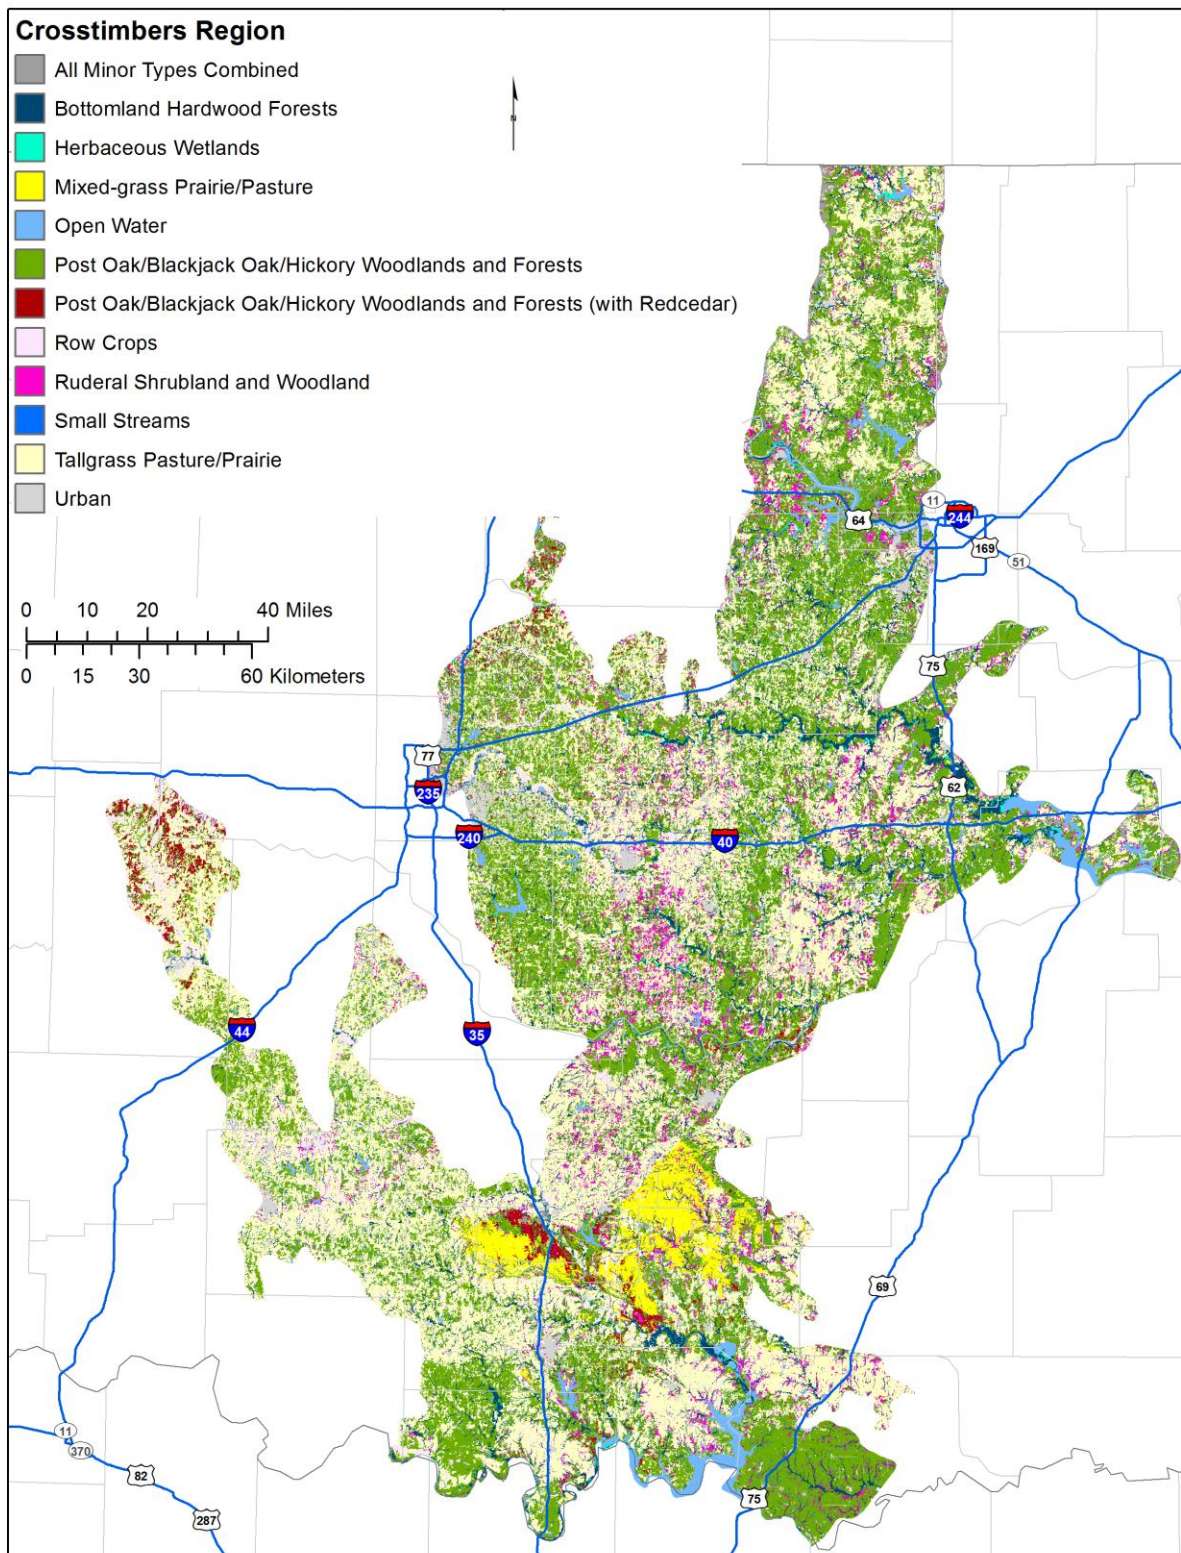 Crosstimbers Region
All Minor Types Combined
Bottomland Hardwood Forests
Herbaceous Wetlands
Mixed-grass Prairie/Pasture
Open Water
Post Oak/Blackjack Oak/Hickory Woodlands and Forests
Post Oak/Blackjack Oak/Hickory Woodlands and Forests (with Redcedar)
Row Crops
Ruderal Shrubland and Woodland
Small Streams
Tallgrass Pasture/Prairie
Urban
N
11
64
244
169
51
0 10 20 40 Miles
0 15 30 60 Kilometers
75
77
235
62
240
40
44
35
69
11
370
82
75
287